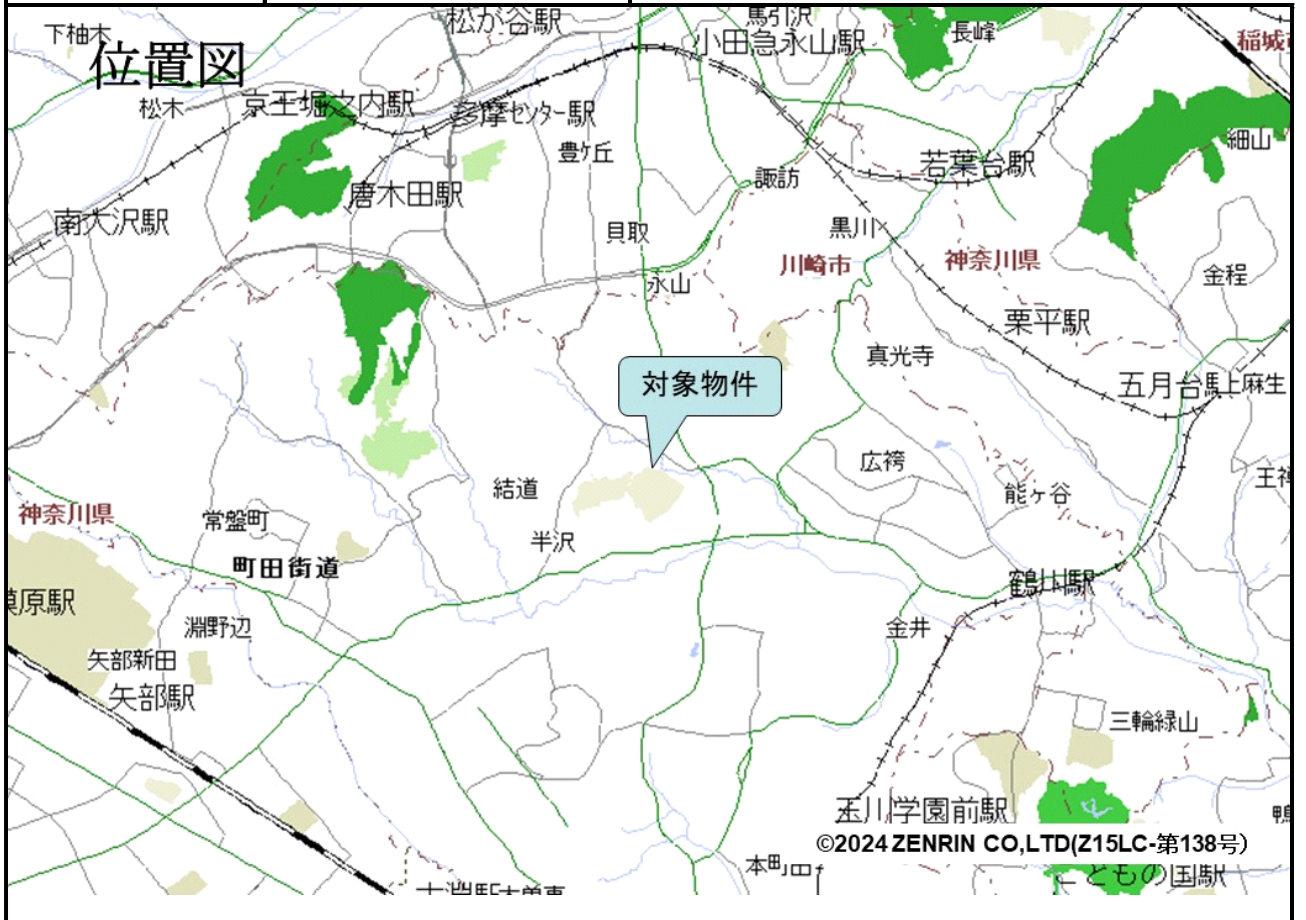 下柚木
松が谷駅
馬引沢
長峰
位置図
小田急永山駅
稲城
松木
京王堀之内駅
多摩センター駅
細山
豊ケ丘
若葉台駅
諏訪
唐木田駅
南大沢駅
貝取
黒川
川崎市
神奈川県
金程
永山
栗平駅
真光寺
対象物件
五月台駅
上麻生
広袴
結道
能ヶ谷
神奈川県
常盤町
半沢
町田街道
鶴川駅
原駅
淵野辺
金井
矢部新田
矢部駅
三輪緑山
玉川学園前駅
©2024 ZENRIN CO,LTD(Z15LC-第138号)
本町田
こどもの国駅